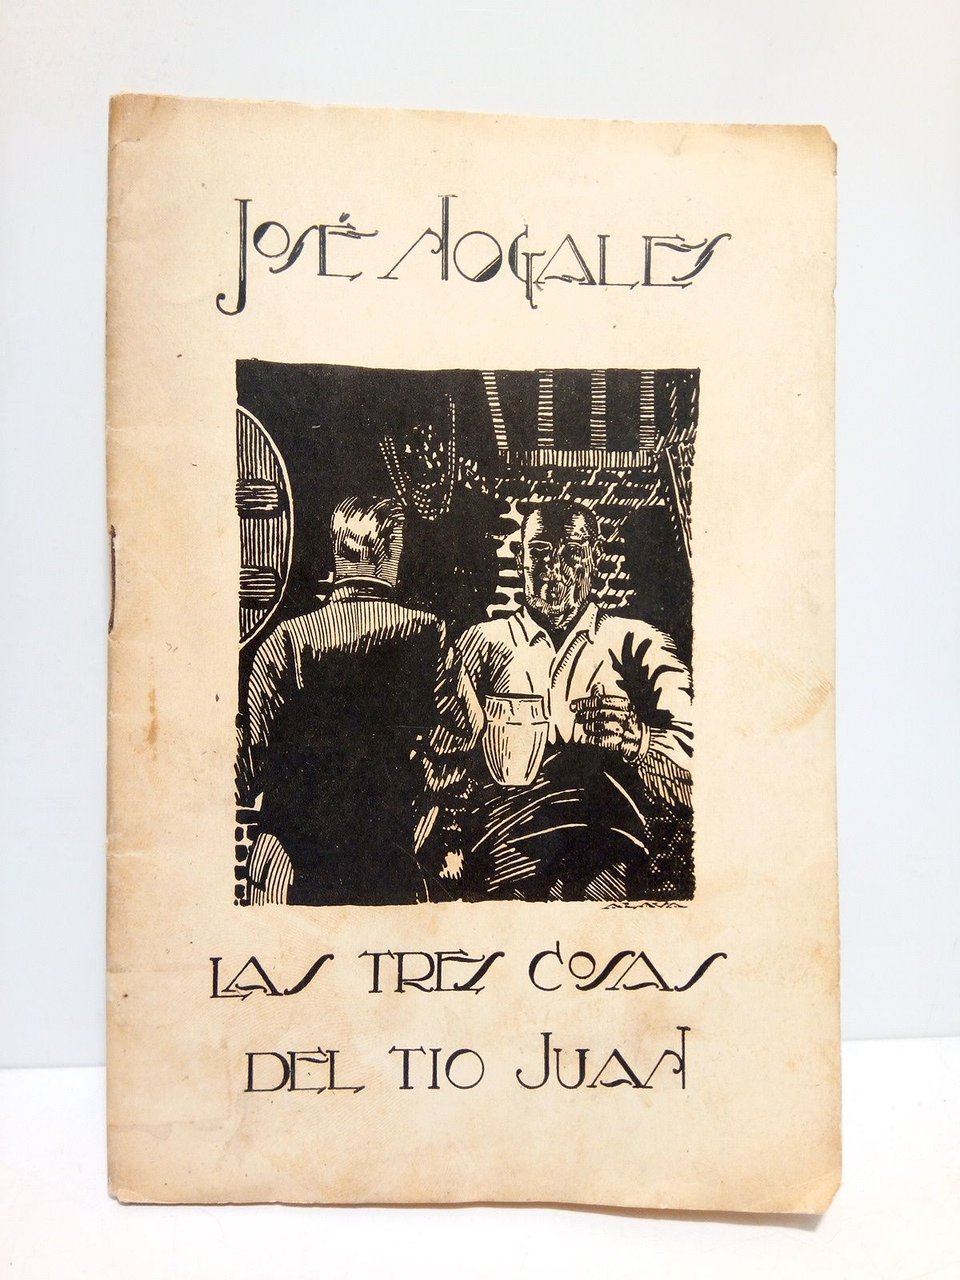 JOSÉ NOGALES
LAS TRES COSAS
DEL TIO JUAN